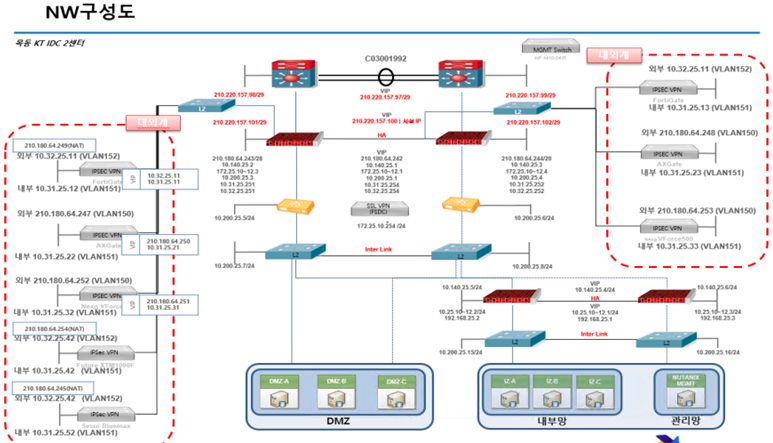 NW구성도
목동 KT IDC 2센터
C03001992
MGMT Switch
대외계
VIP
210.220.157.97/29
210.220.157.98/29
210.220.157.99/29
L2
L2
210.220.157.101/29
VIP
210.220.157.100 | 사설 IP
210.220.157.102/29
HA
210.180.64.243/28
10.140.25.2
172.25.10~12.3
10.200.25.3
10.31.25.251
10.32.25.251
VIP
210.180.64.242
10.140.25.1
172.25.10~12.1
10.200.25.1
10.31.25.254
10.32.25.254
210.180.64.244/28
10.140.25.3
172.25.10~12.4
10.200.25.4
10.31.25.252
10.32.25.252
10.200.25.5/24
SSL VPN
(FSDC)
172.25.10.254 /24
10.200.25.6/24
Inter Link
L2
L2
10.200.25.7/24
10.200.25.8/24
10.140.25.5/24
VIP
10.140.25.4/24
10.140.25.6/24
HA
10.25.10~12.2/24
192.168.25.2
VIP
10.25.10~12.1/24
192.168.25.1
10.25.10~12.3/24
192.168.25.3
Inter Link
L2
L2
10.200.25.15/24
10.200.25.16/24
DMZ-A
DMZ-B
DMZ-C
DMZ
IZ-A
IZ-B
IZ-C
내부망
NUTANIX
MGMT
관리망
대외계
210.180.64.249(NAT)
외부 10.32.25.11 (VLAN152)
IPSEC VPN
FortiGate
내부 10.31.25.12 (VLAN151)
VIP
10.32.25.11
10.31.25.11
외부 210.180.64.247 (VLAN150)
IPSEC VPN
AXGate
내부 10.31.25.22 (VLAN151)
VIP
210.180.64.250
10.31.25.21
외부 210.180.64.252 (VLAN150)
IPSEC VPN
Nexg VForce
내부 10.31.25.32 (VLAN151)
VIP
210.180.64.251
10.31.25.31
210.180.64.254(NAT)
외부 10.32.25.42 (VLAN152)
IPSec VPN
Future XTM1000F
내부 10.31.25.42 (VLAN151)
210.180.64.245(NAT)
외부 10.32.25.42 (VLAN152)
IPSec VPN
Secui Bluemax
내부 10.31.25.52 (VLAN151)
외부 10.32.25.11 (VLAN152)
IPSEC VPN
FortiGate
내부 10.31.25.13 (VLAN151)
외부 210.180.64.248 (VLAN150)
IPSEC VPN
AXGate
내부 10.31.25.23 (VLAN151)
외부 210.180.64.253 (VLAN150)
IPSEC VPN
Nexg VForce500
내부 10.31.25.33 (VLAN151)